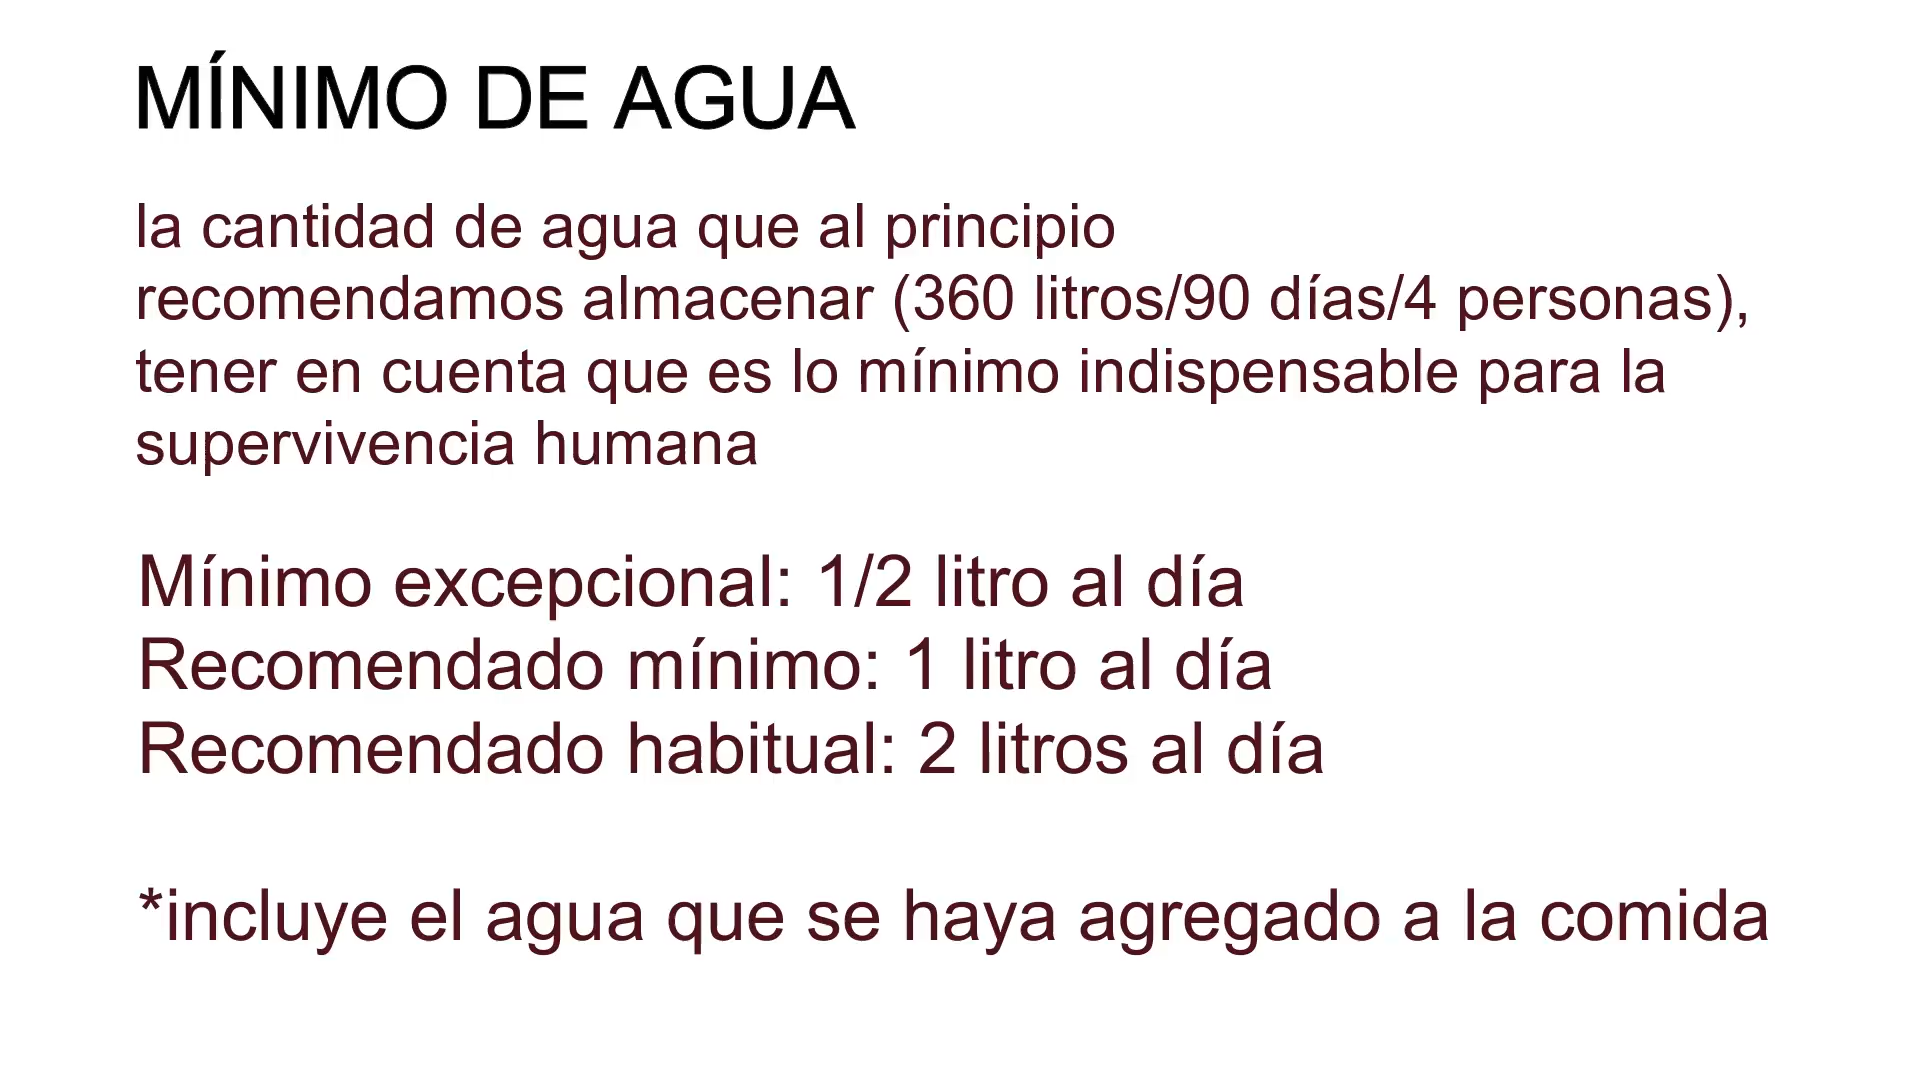 MÍNIMO DE AGUA
la cantidad de agua que al principio
recomendamos almacenar (360 litros/90 días/4 personas),
tener en cuenta que es lo mínimo indispensable para la
supervivencia humana
Mínimo excepcional: 1/2 litro al día
Recomendado mínimo: 1 litro al día
Recomendado habitual: 2 litros al día
*incluye el agua que se haya agregado a la comida